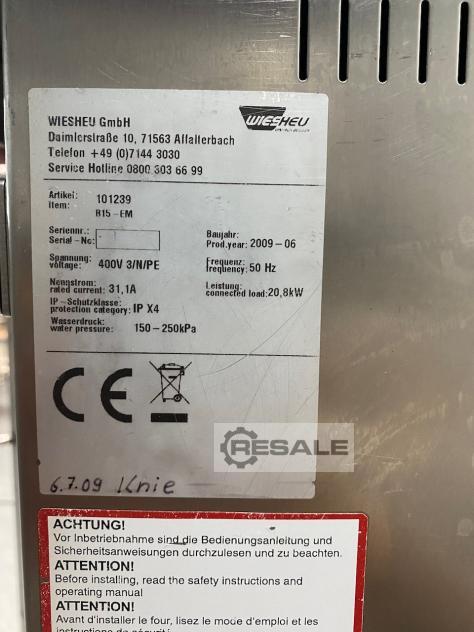 WIESHEU GmbH
Daimlerstraße 10, 71563 Affalterbach
Telefon +49 (0)7144 3030
Service Hotline 0800 303 66 99
WIESHEU
Artikel: 101239
Item: B15-EM
Seriennr.:
Serial-No:
Baujahr:
Prod.year: 2009-06
Spannung:
voltage: 400V 3/N/PE
Frequenz:
frequency: 50 Hz
Nennstrom:
rated current: 31,1A
Leistung:
connected load: 20,8kW
IP-Schutzklasse:
protection category: IP X4
Wasserdruck:
water pressure: 150-250kPa
CE
RESALE
6.7.09 Knie
ACHTUNG!
Vor Inbetriebnahme sind die Bedienungsanleitung und
Sicherheitsanweisungen durchzulesen und zu beachten.
ATTENTION!
Before installing, read the safety instructions and
operating manual
ATTENTION!
Avant d'installer le four, lisez le mode d'emploi et les
instructions de sécurité